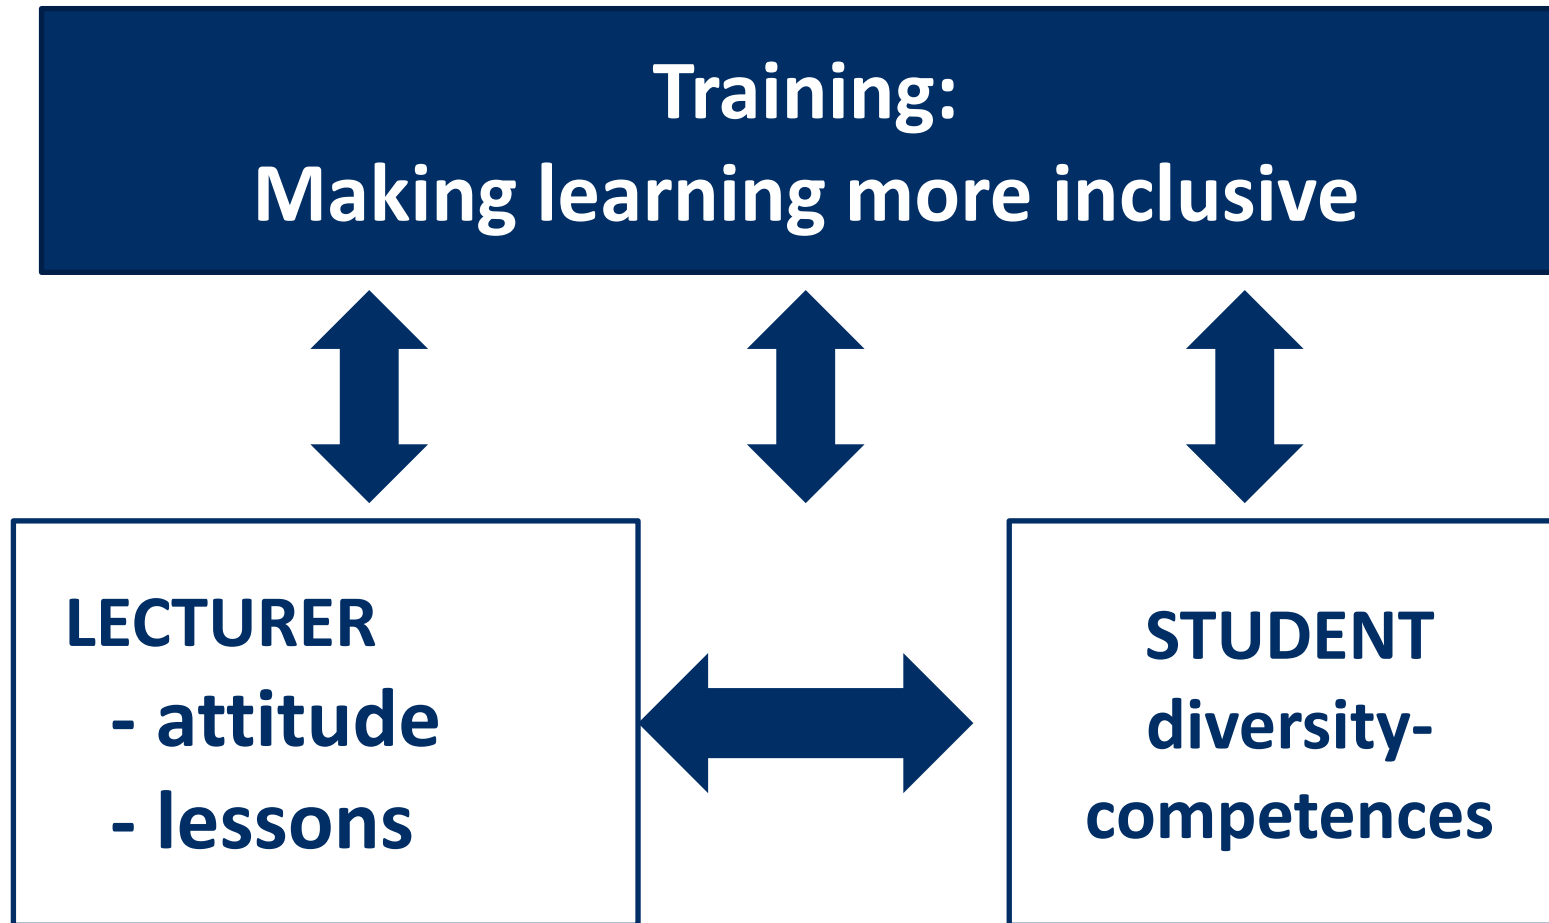 Training:
Making learning more inclusive
LECTURER
- attitude
- lessons
STUDENT
diversity-
competences